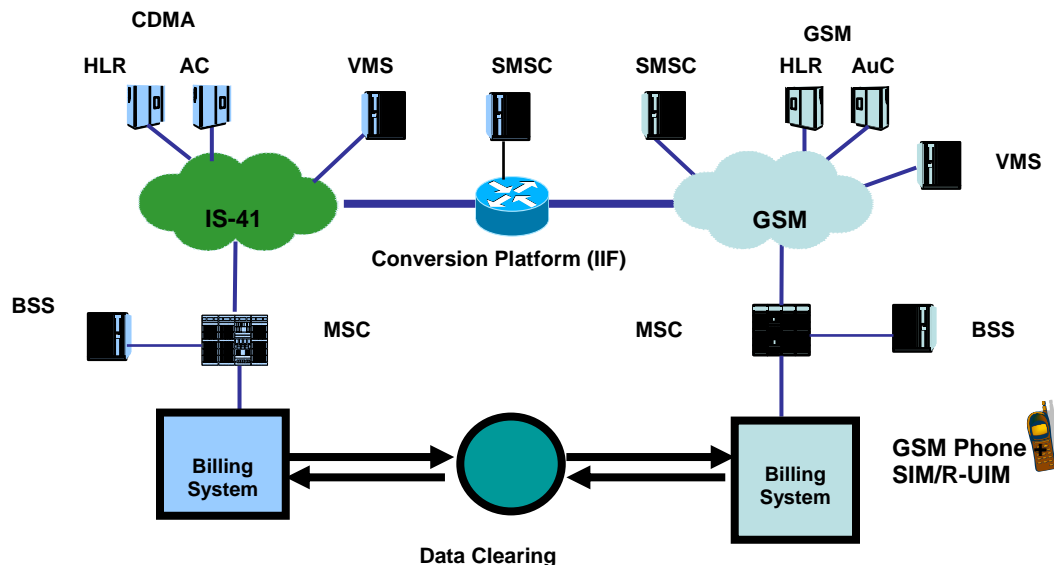 CDMA
GSM
HLR
AC
VMS
SMSC
SMSC
HLR
AuC
VMS
IS-41
GSM
Conversion Platform (IIF)
BSS
MSC
MSC
BSS
Billing
System
Billing
System
GSM Phone
SIM/R-UIM
Data Clearing